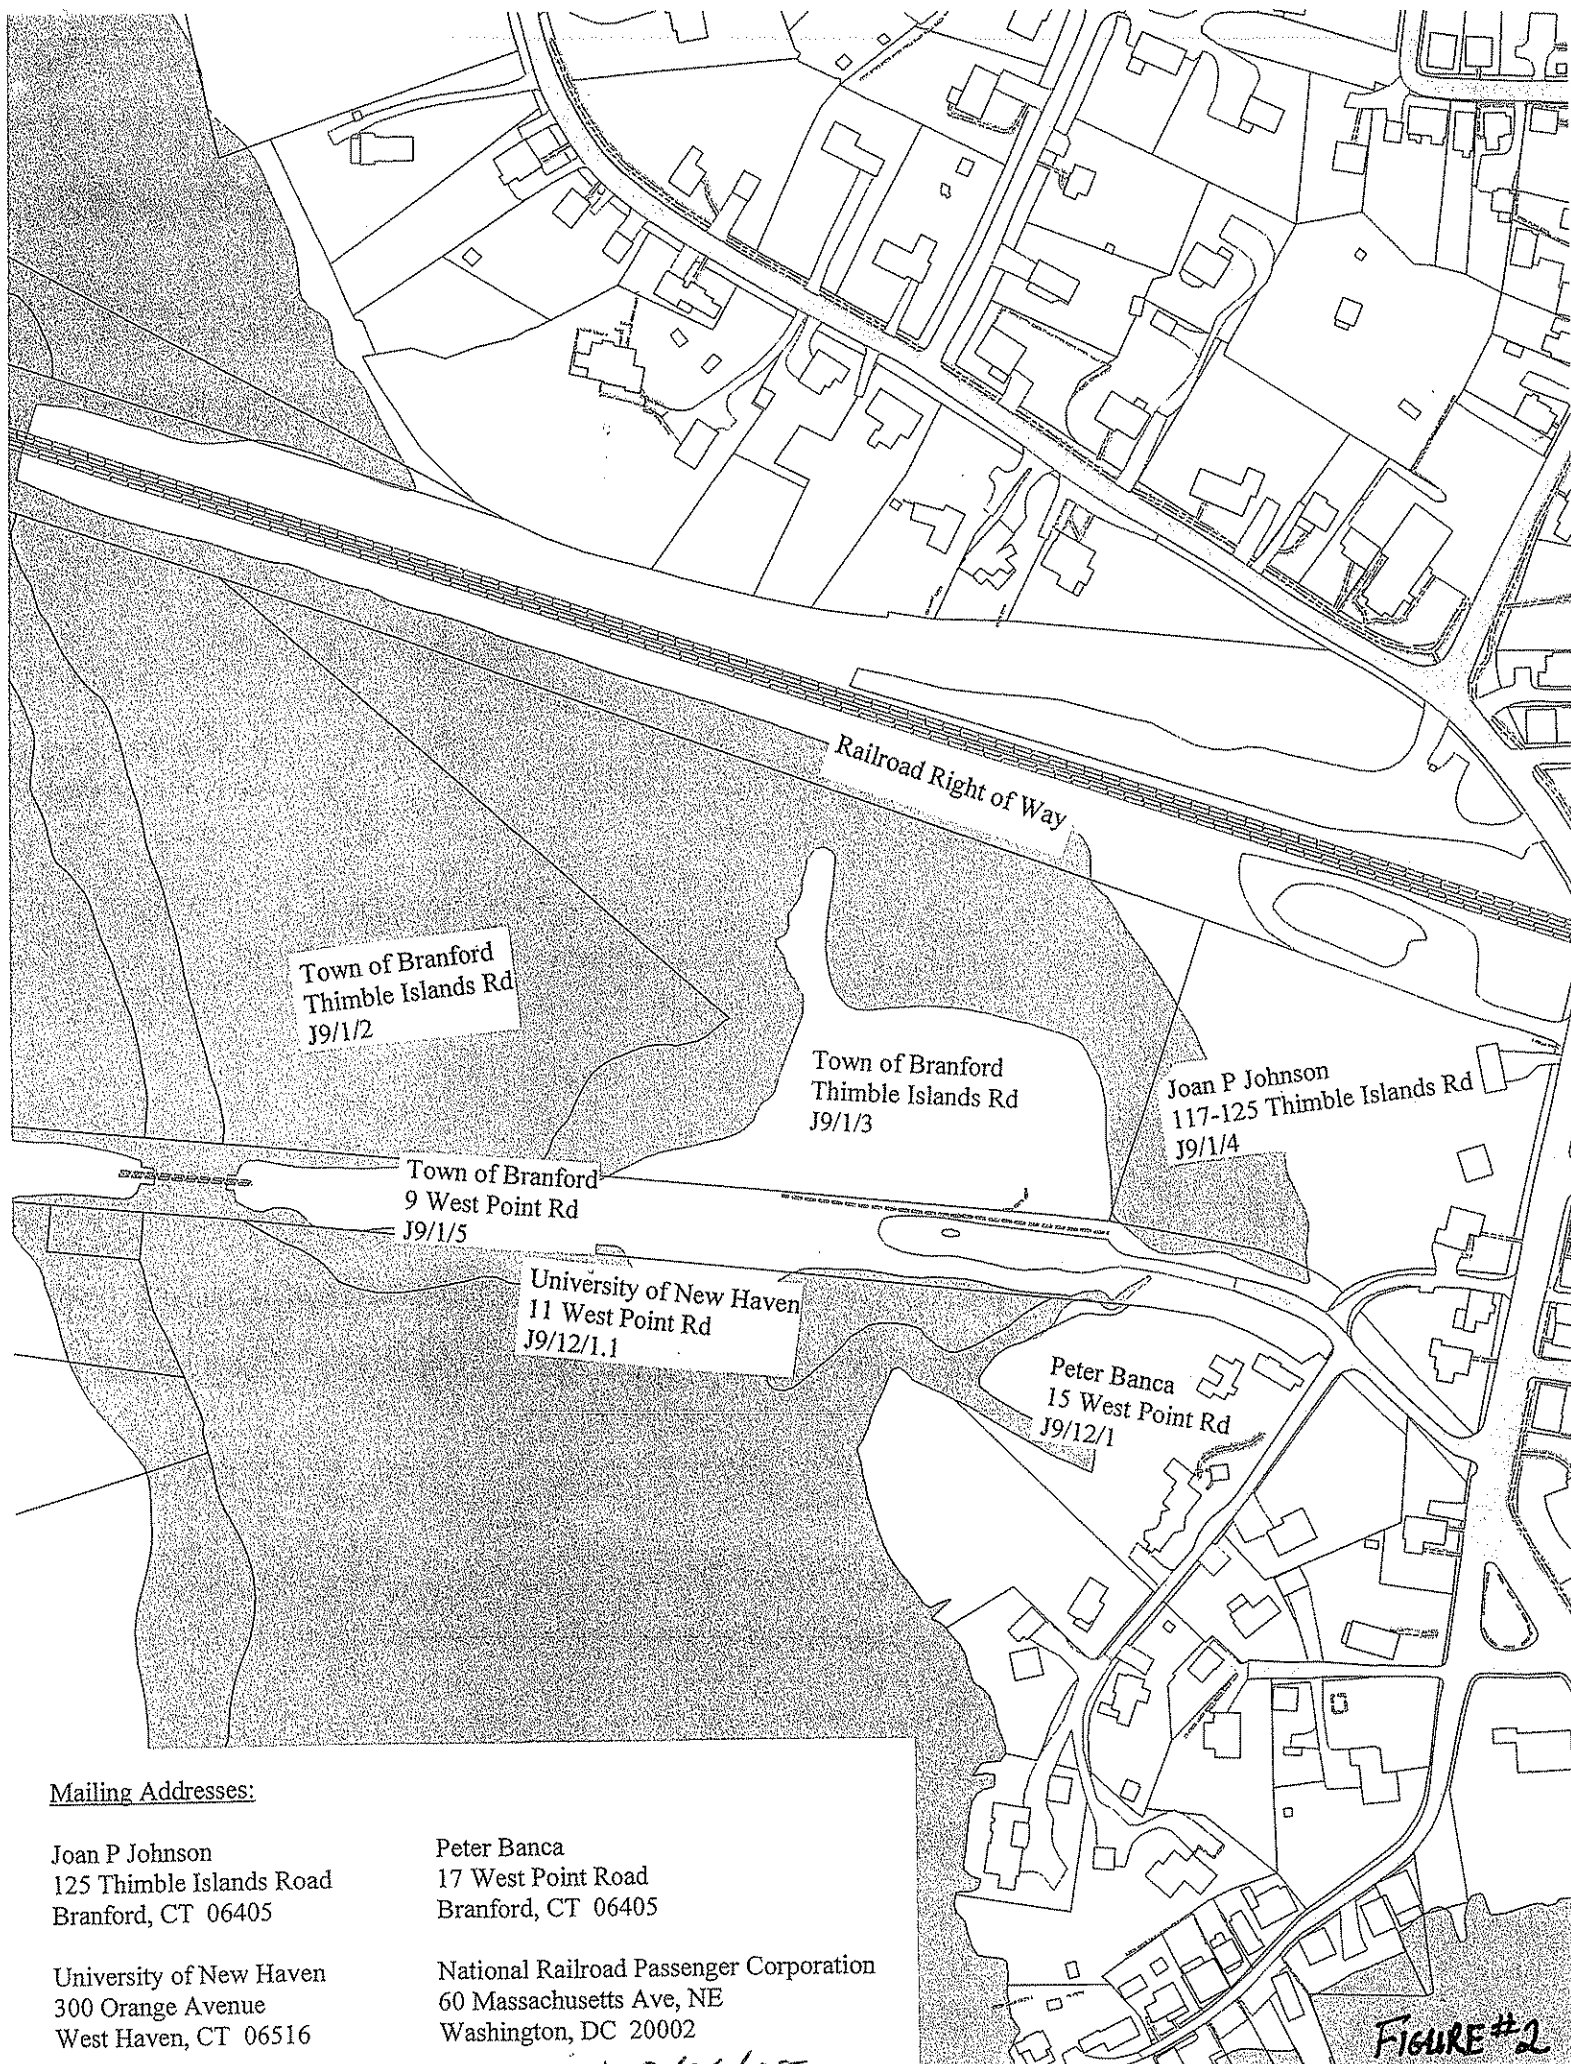 Railroad Right of Way
Town of Branford
Thimble Islands Rd
J9/1/2
Town of Branford
Thimble Islands Rd
J9/1/3
Joan P Johnson
117-125 Thimble Islands Rd
J9/1/4
Town of Branford
9 West Point Rd
J9/1/5
University of New Haven
11 West Point Rd
J9/12/1.1
Peter Banca
15 West Point Rd
J9/12/1
Mailing Addresses:
Joan P Johnson
125 Thimble Islands Road
Branford, CT 06405
Peter Banca
17 West Point Road
Branford, CT 06405
University of New Haven
300 Orange Avenue
West Haven, CT 06516
National Railroad Passenger Corporation
60 Massachusetts Ave, NE
Washington, DC 20002
FIGURE #2